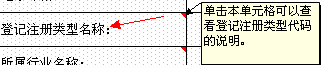 单击本单元格可以查
看登记注册类型代码
的说明。
登记注册类型名称：
所属行业名称：